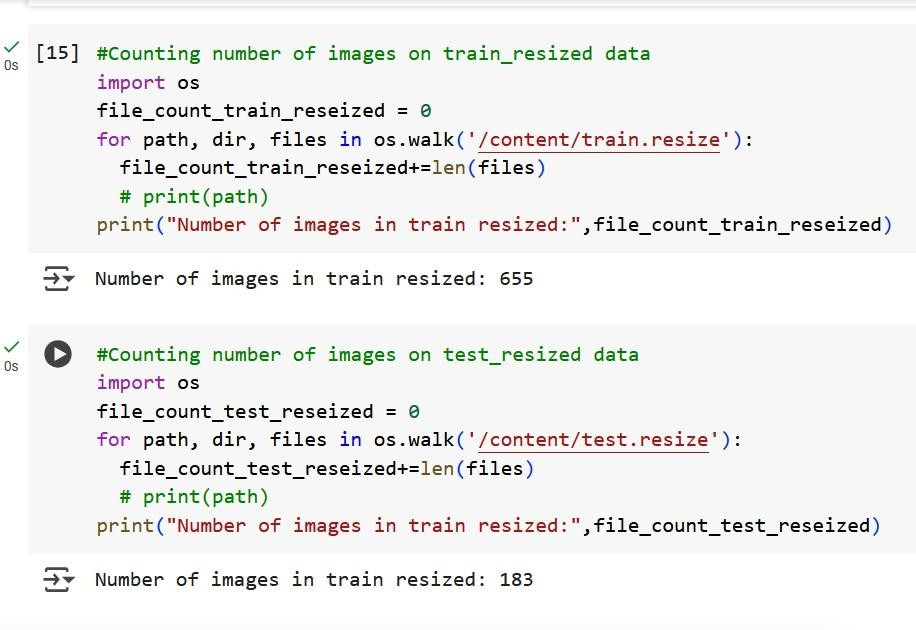 [15] #Counting number of images on train_resized data
0s
import os
file_count_train_reseized = 0
for path, dir, files in os.walk('/content/train.resize'):
  file_count_train_reseized+=len(files)
  # print(path)
print("Number of images in train resized:",file_count_train_reseized)
Number of images in train resized: 655
#Counting number of images on test_resized data
0s
import os
file_count_test_reseized = 0
for path, dir, files in os.walk('/content/test.resize'):
  file_count_test_reseized+=len(files)
  # print(path)
print("Number of images in train resized:",file_count_test_reseized)
Number of images in train resized: 183